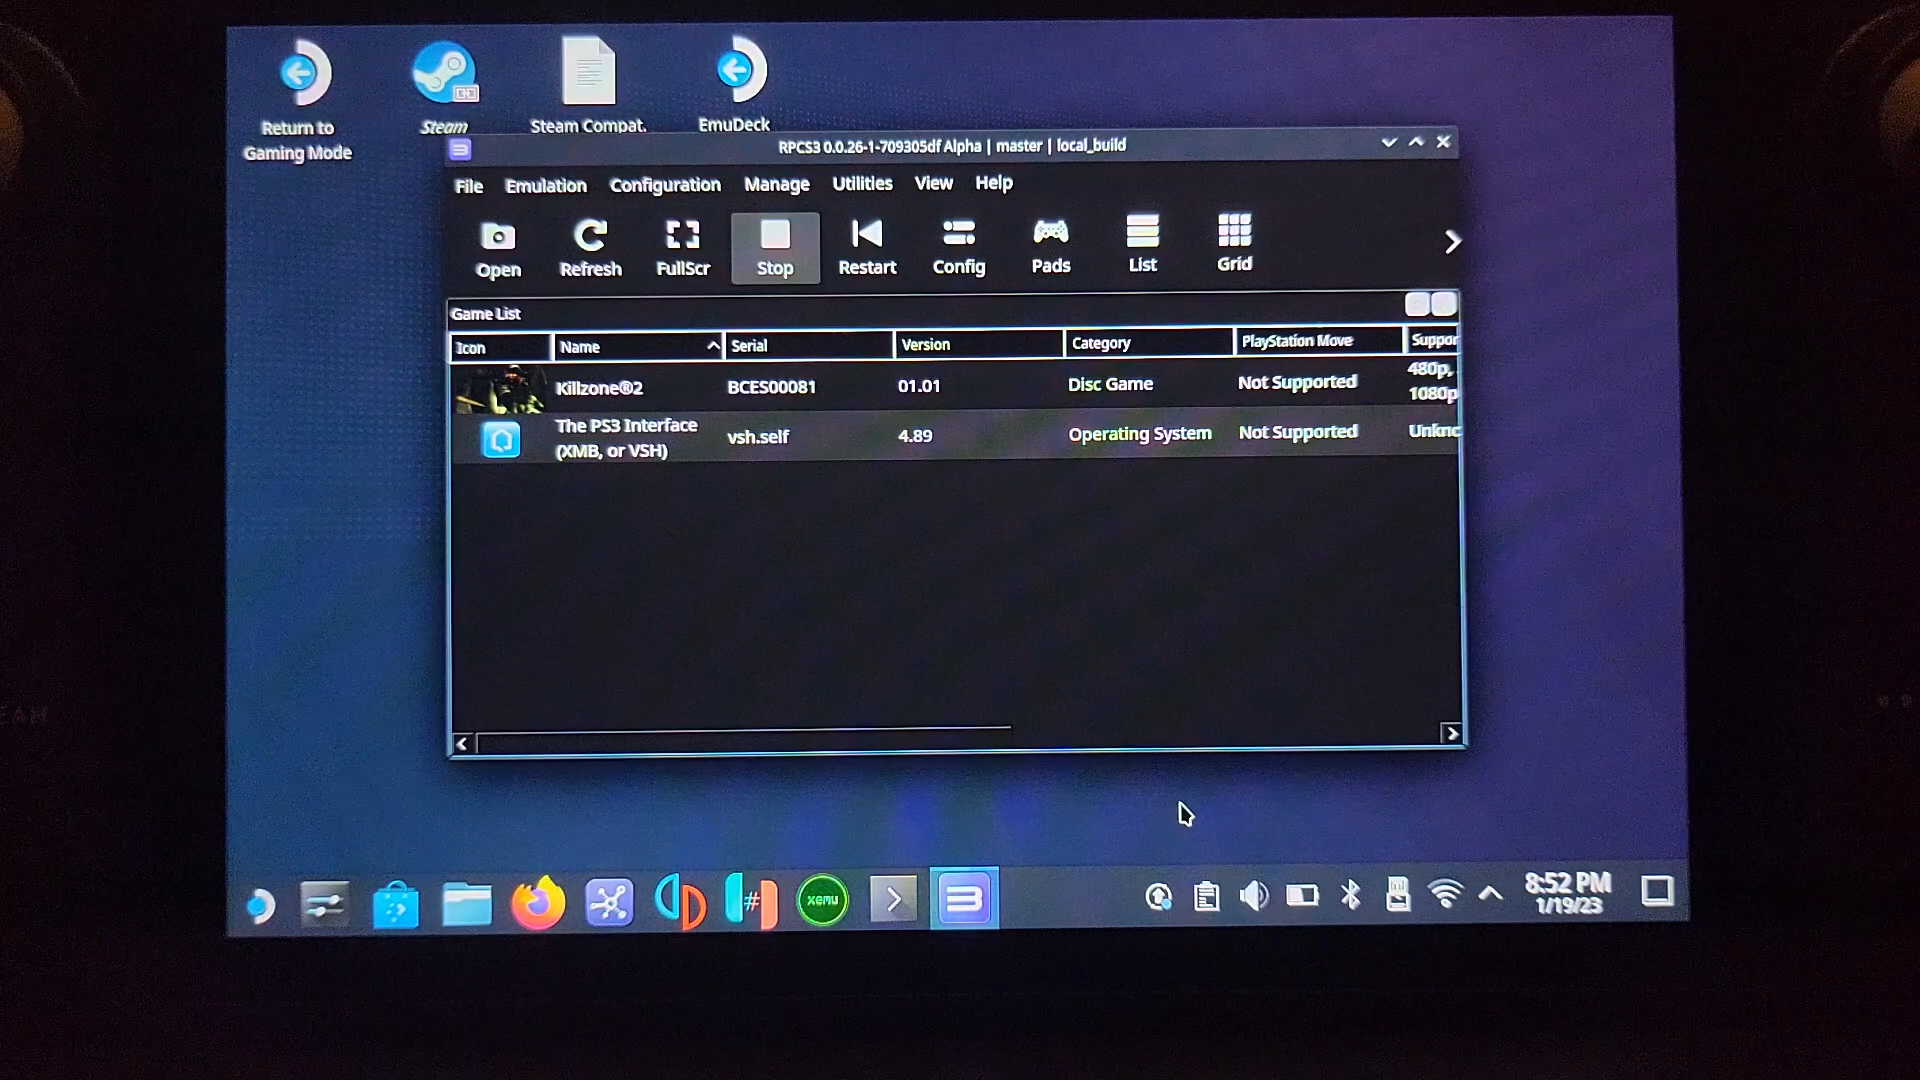 Return to
Gaming Mode
Steam
Steam Compat.
EmuDeck
RPCS3 0.0.26-1-709305df Alpha | master | local_build
File Emulation Configuration Manage Utilities View Help
Open Refresh FullScr Stop Restart Config Pads List Grid
Game List
Icon Name Serial Version Category PlayStation Move Suppor
Killzone®2 BCES00081 01.01 Disc Game Not Supported 480p,
1080p
The PS3 Interface
(XMB, or VSH) vsh.self 4.89 Operating System Not Supported Unkno
xemu
#
8:52 PM
1/19/23